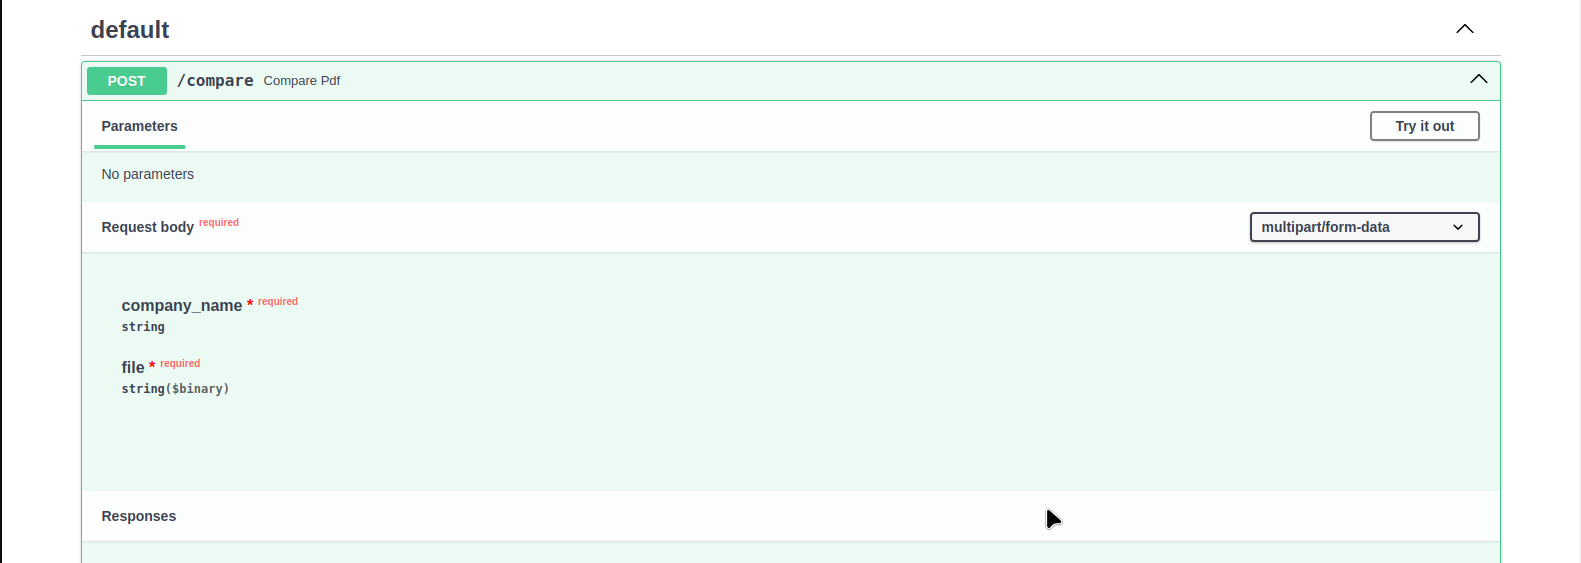 default
POST /compare Compare Pdf
Parameters
Try it out
No parameters
Request body required
multipart/form-data
company_name * required
string
file * required
string($binary)
Responses